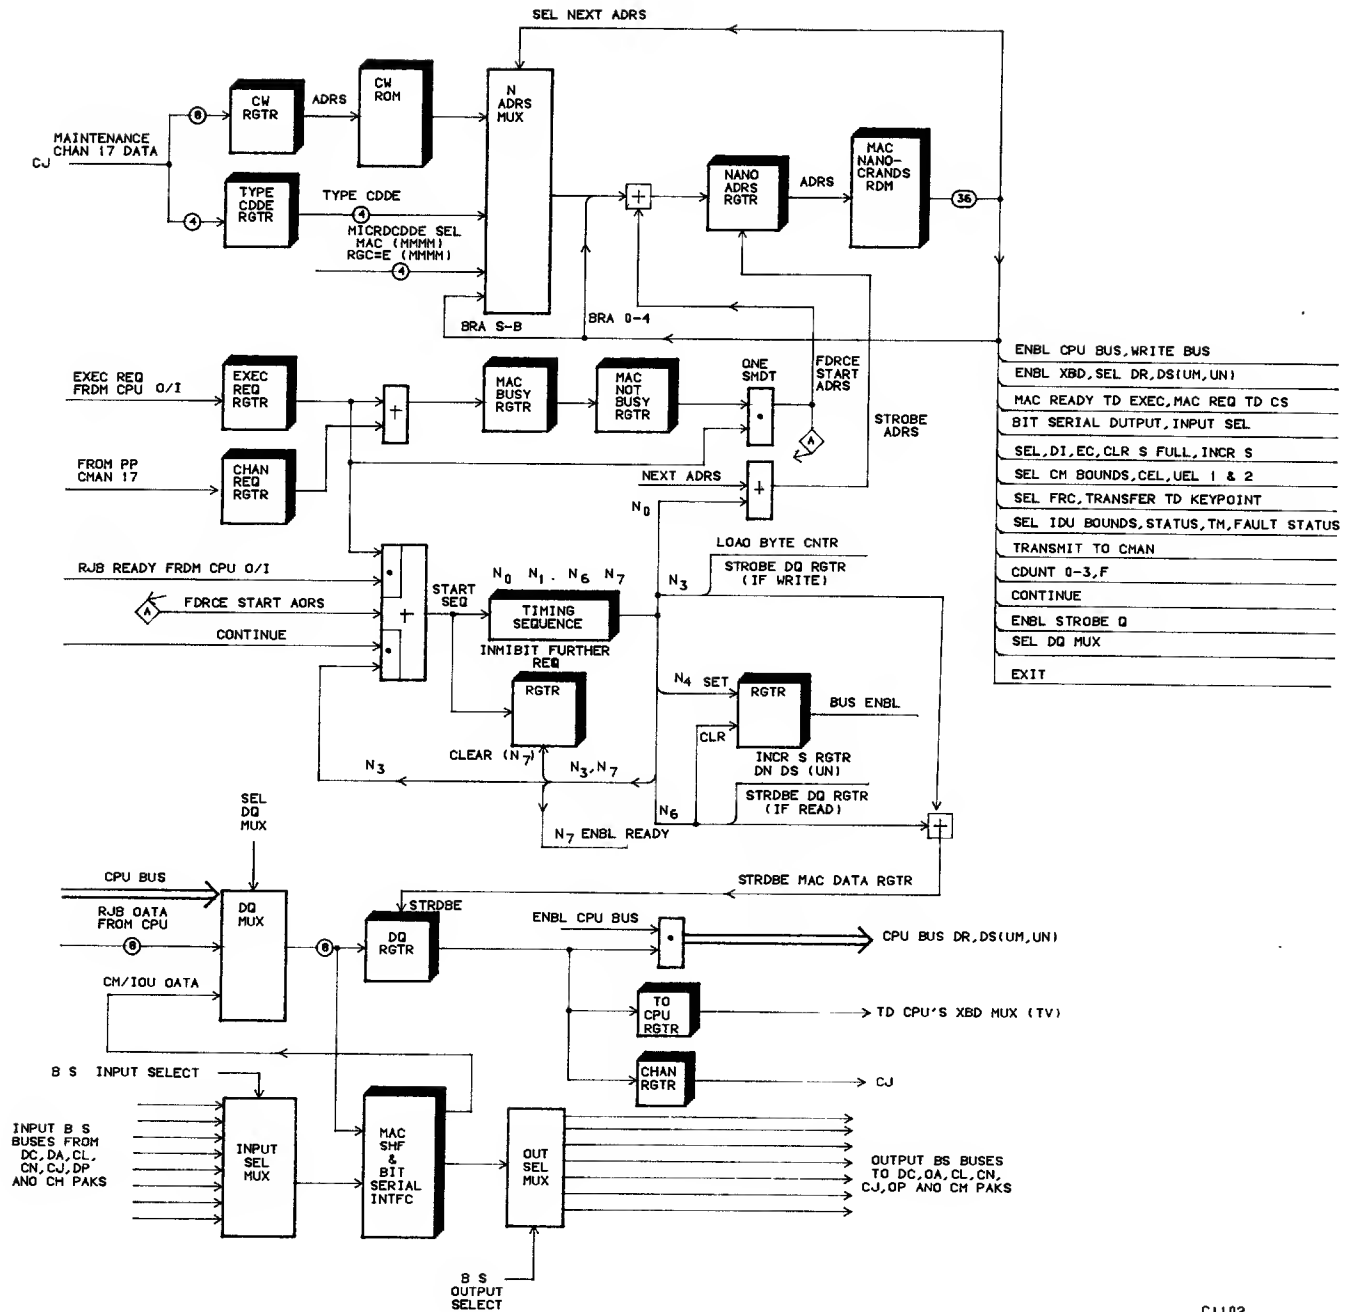 SEL NEXT ADRS
CW
RGTR
ADRS
CW
ROM
N
ADRS
MUX
8
MAINTENANCE
CHAN 17 DATA
CJ
TYPE
CDDE
RGTR
4
TYPE CDDE
4
MICRDCDDE SEL
MAC (MMMM)
RGC=E (MMMM)
4
+
NANO
ADRS
RGTR
ADRS
MAC
NANO-
CRANDS
RDM
36
BRA S-B
BRA 0-4
FDRCE
START
ADRS
STROBE
ADRS
EXEC REQ
FRDM CPU O/I
EXEC
REQ
RGTR
+
MAC
BUSY
RGTR
MAC
NOT
BUSY
RGTR
ONE
SMDT
A
FROM PP
CMAN 17
CHAN
REQ
RGTR
NEXT ADRS
N0
+
ENBL CPU BUS,WRITE BUS
ENBL XBD,SEL DR,DS(UM,UN)
MAC READY TD EXEC,MAC REQ TD CS
BIT SERIAL DUTPUT,INPUT SEL
SEL,DI,EC,CLR S FULL,INCR S
SEL CM BOUNDS,CEL,UEL 1 & 2
SEL FRC,TRANSFER TD KEYPOINT
SEL IDU BOUNDS,STATUS,TM,FAULT STATUS
TRANSMIT TO CMAN
CDUNT 0-3,F
CONTINUE
ENBL STROBE Q
SEL DQ MUX
EXIT
RJB READY FRDM CPU O/I
A
FDRCE START AORS
CONTINUE
+
START
SEQ
N0 N1 . N6 N7
TIMING
SEQUENCE
INMIBIT FURTHER
REQ
RGTR
CLEAR (N7)
N3
N3,N7
N7 ENBL READY
LOAO BYTE CNTR
N3
STROBE DQ RGTR
(IF WRITE)
N4 SET
CLR
RGTR
BUS ENBL
INCR S RGTR
DN DS (UN)
N6
STRDBE DQ RGTR
(IF READ)
+
STRDBE MAC DATA RGTR
SEL
DQ
MUX
CPU BUS
RJB OATA
FROM CPU
8
CM/IOU OATA
DQ
MUX
8
STRDBE
DQ
RGTR
ENBL CPU BUS
CPU BUS DR,DS(UM,UN)
TO
CPU
RGTR
TD CPU'S XBD MUX (TV)
CHAN
RGTR
CJ
B S INPUT SELECT
INPUT B S
BUSES FROM
DC,DA,CL,
CN,CJ,DP
ANO CM PAKS
INPUT
SEL
MUX
MAC
SHF
&
BIT
SERIAL
INTFC
OUT
SEL
MUX
OUTPUT BS BUSES
TO DC,OA,CL,CN,
CJ,OP ANO CM PAKS
B S
OUTPUT
SELECT
C1102